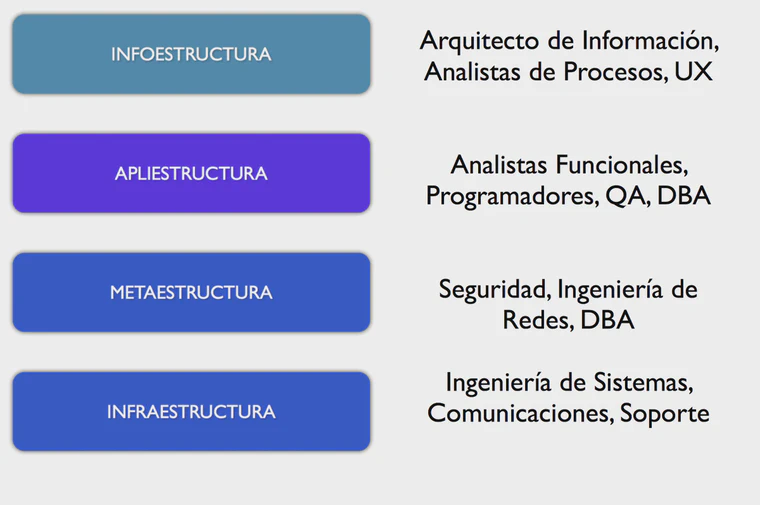 INFOESTRUCTURA
Arquitecto de Información,
Analistas de Procesos, UX
APLIESTRUCTURA
Analistas Funcionales,
Programadores, QA, DBA
METAESTRUCTURA
Seguridad, Ingeniería de
Redes, DBA
INFRAESTRUCTURA
Ingeniería de Sistemas,
Comunicaciones, Soporte